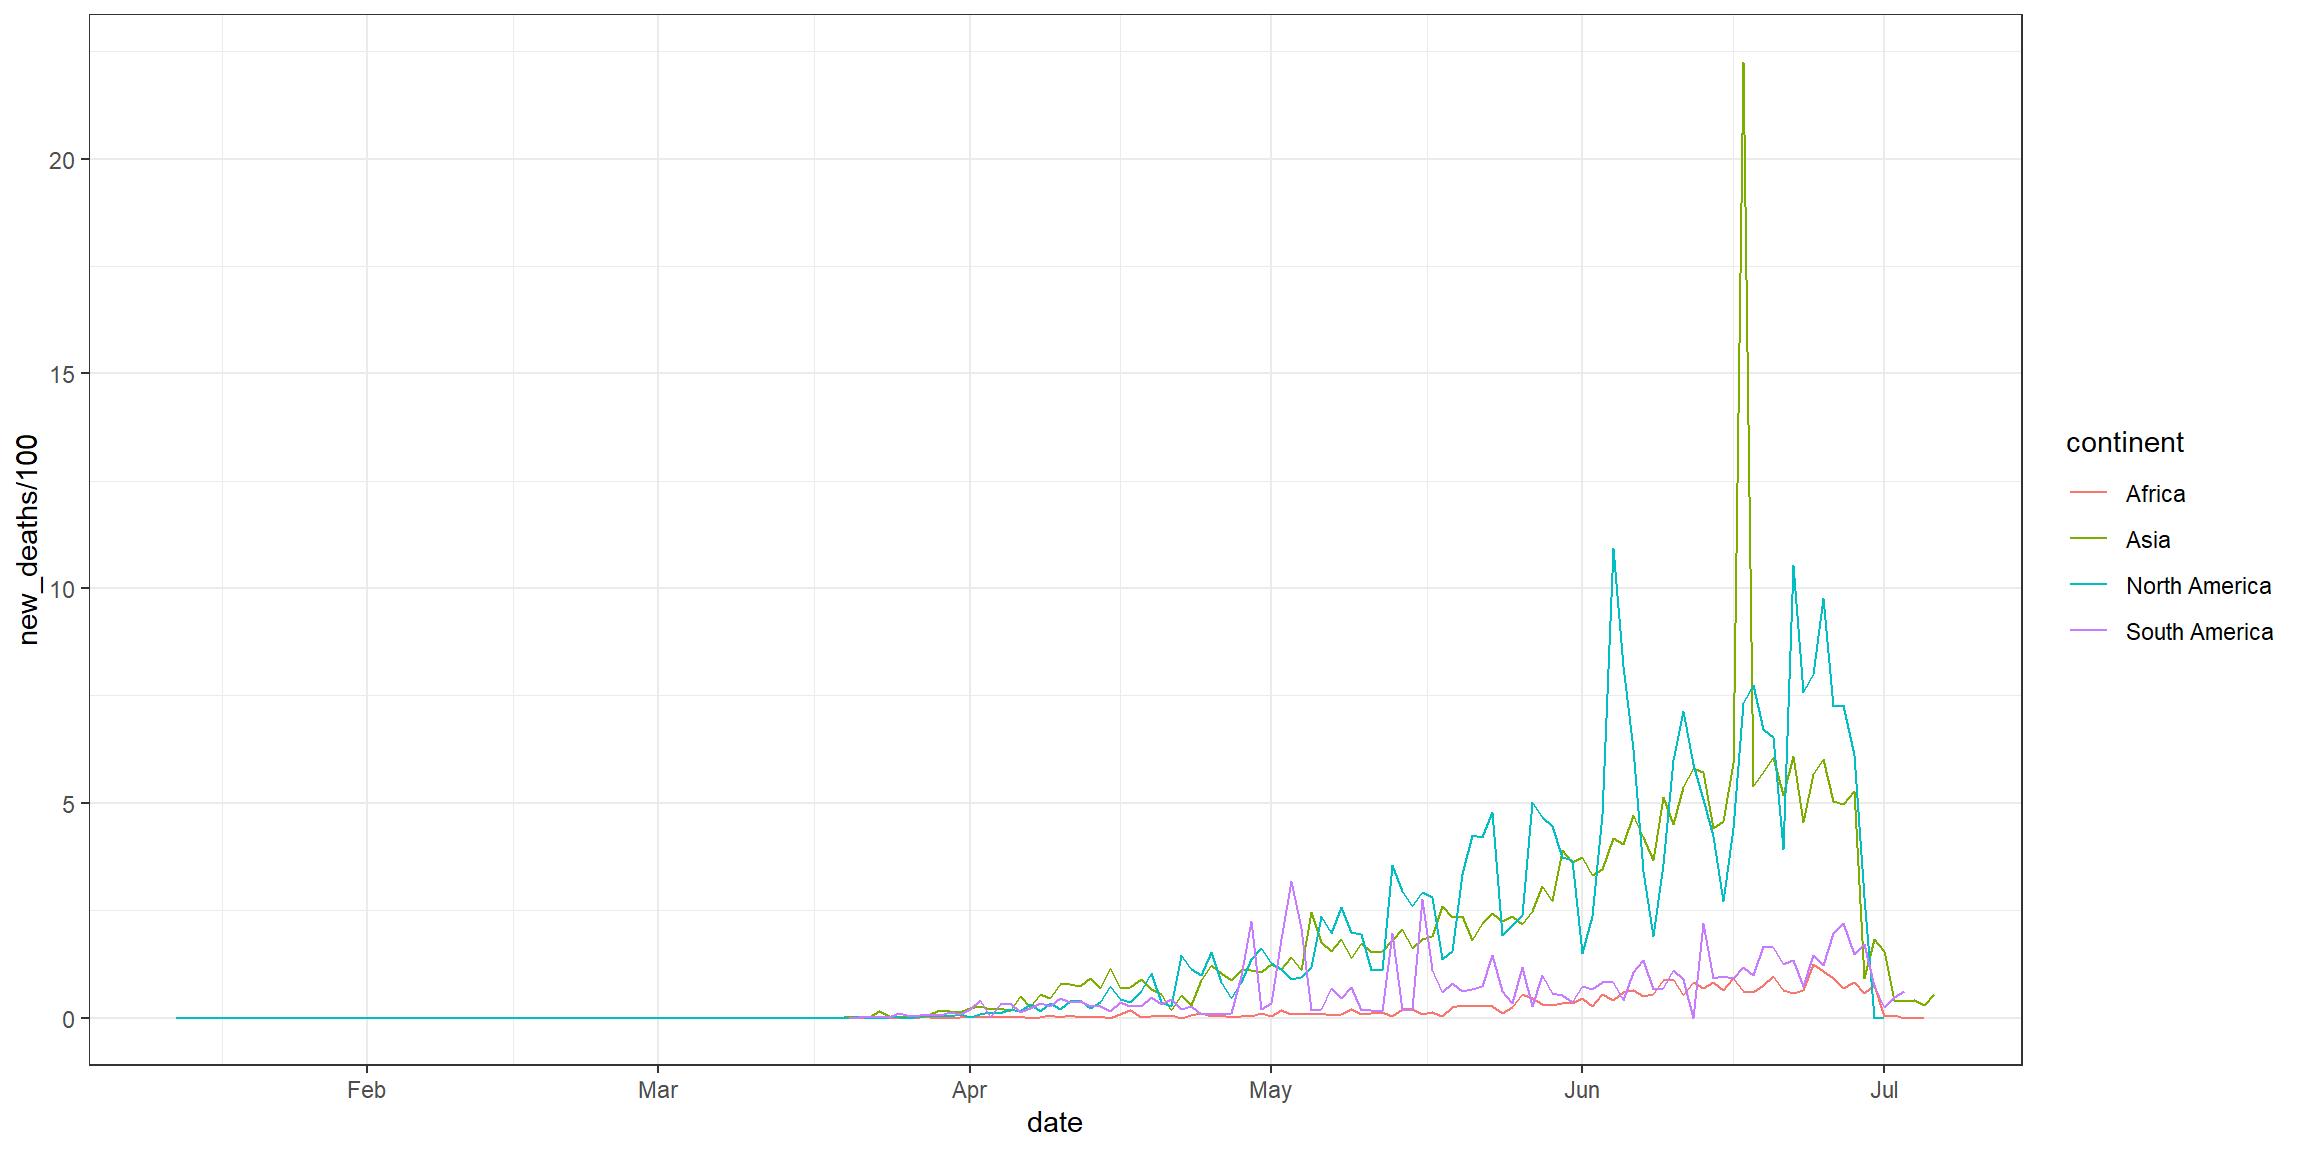 new_deaths/100
20
15
10
5
0
Feb Mar Apr May Jun Jul
date
continent
Africa
Asia
North America
South America